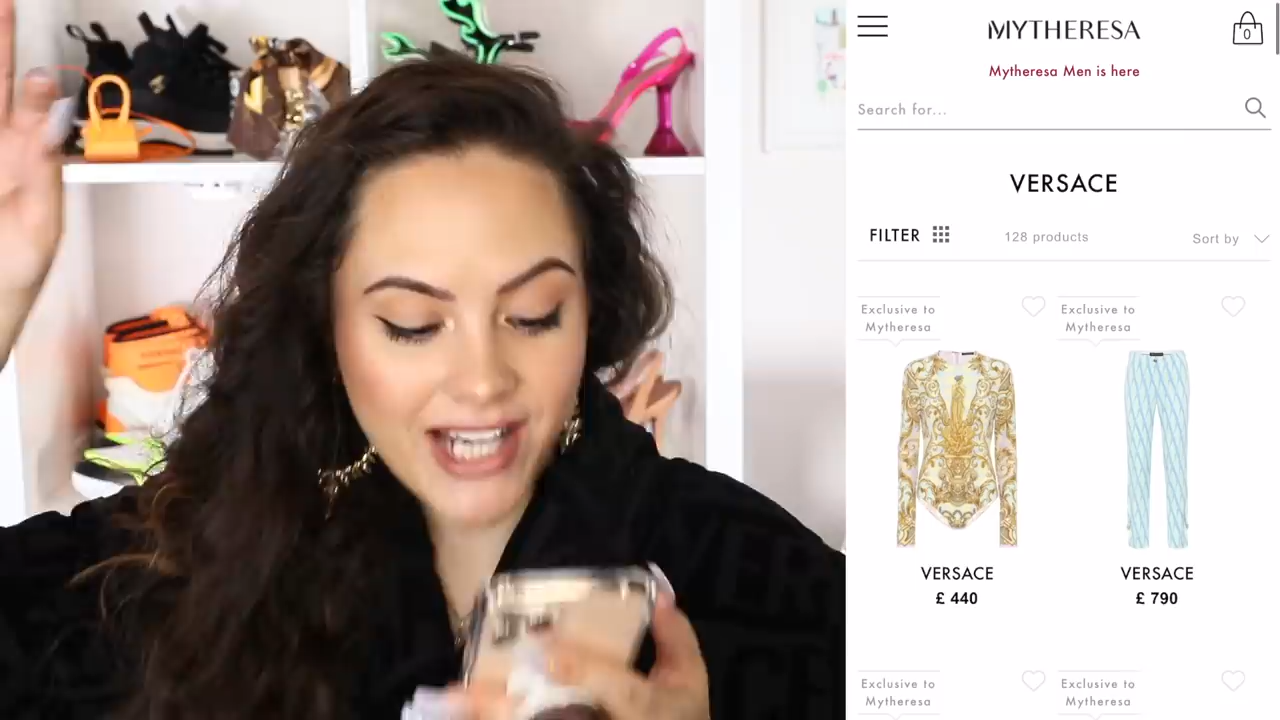 MYTHERESA
0
Mytheresa Men is here
Search for...
VERSACE
FILTER
128 products
Sort by
Exclusive to
Mytheresa
Exclusive to
Mytheresa
VERSACE
£ 440
VERSACE
£ 790
Exclusive to
Mytheresa
Exclusive to
Mytheresa